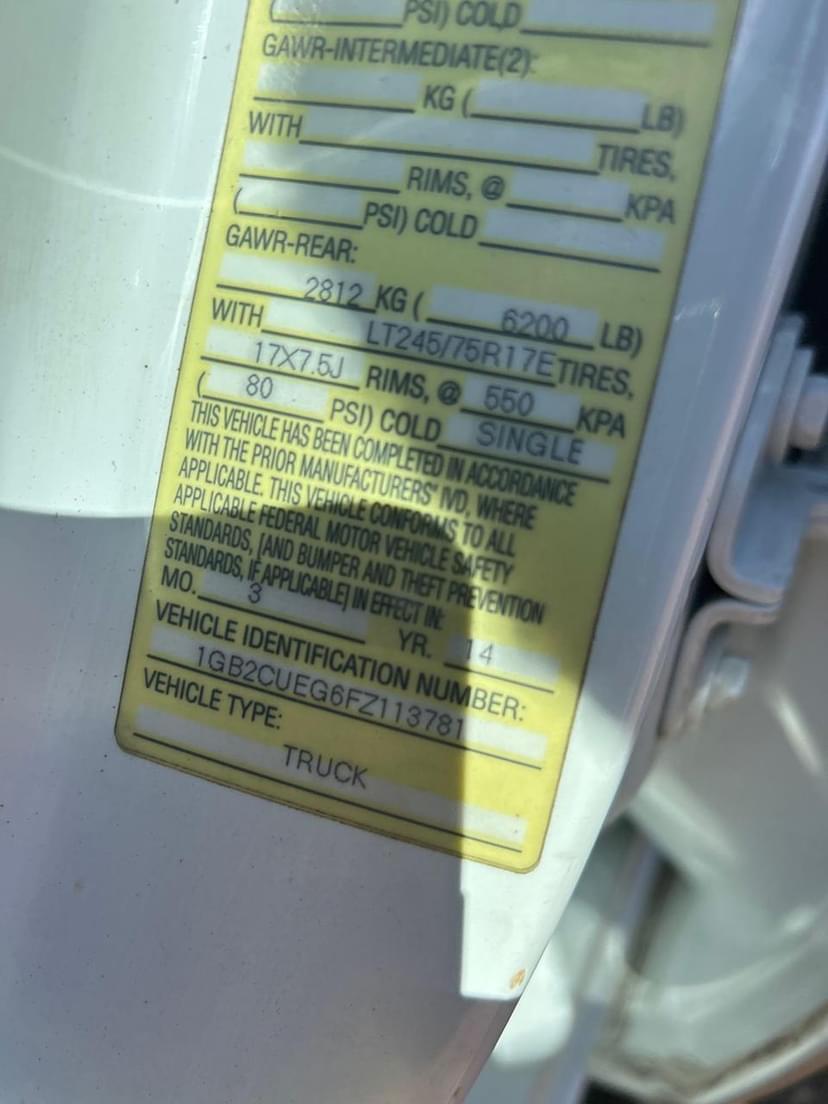 ( PSI) COLD
GAWR-INTERMEDIATE(2):
KG ( LB)
WITH TIRES,
RIMS, @ KPA
( PSI) COLD
GAWR-REAR:
2812 KG ( 6200 LB)
WITH LT245/75R17E TIRES,
17X7.5J RIMS, @ 550 KPA
( 80 PSI) COLD SINGLE
THIS VEHICLE HAS BEEN COMPLETED IN ACCORDANCE
WITH THE PRIOR MANUFACTURERS' IVD, WHERE
APPLICABLE. THIS VEHICLE CONFORMS TO ALL
APPLICABLE FEDERAL MOTOR VEHICLE SAFETY
STANDARDS, [AND BUMPER AND THEFT PREVENTION
STANDARDS, IF APPLICABLE] IN EFFECT IN:
MO. 3 YR. 14
VEHICLE IDENTIFICATION NUMBER:
1GB2CUEG6FZ113781
VEHICLE TYPE:
TRUCK